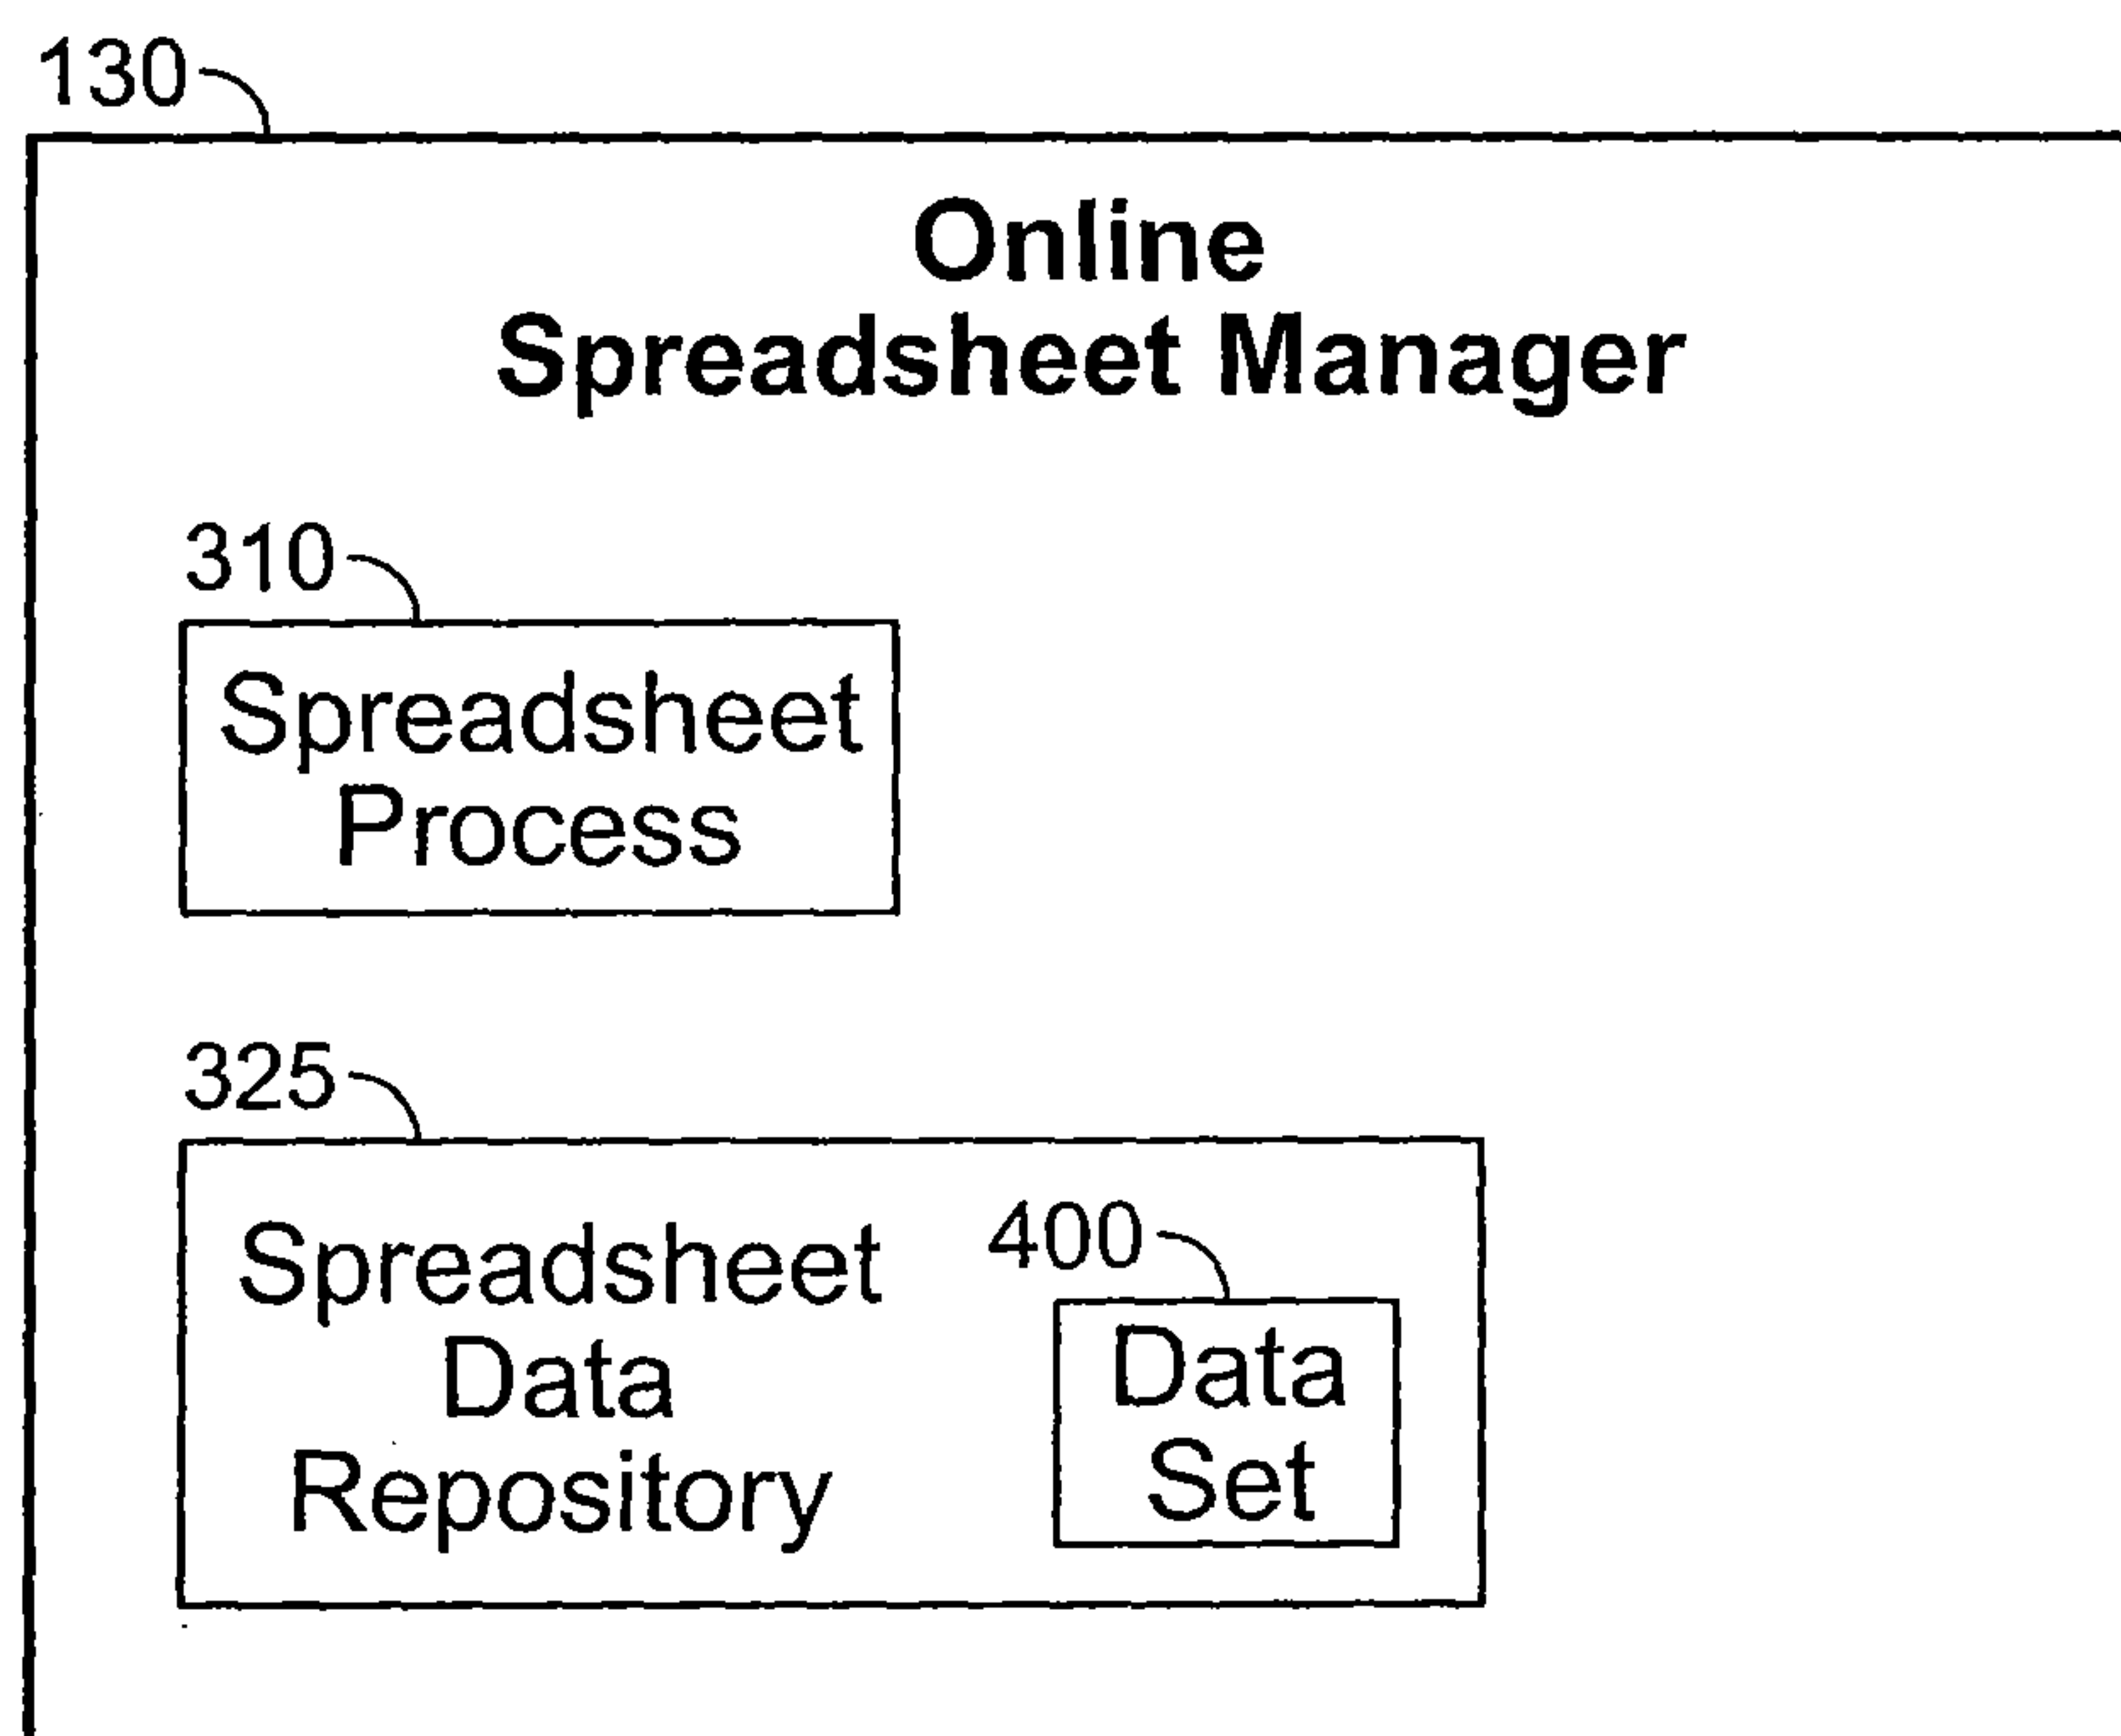 130
Online
Spreadsheet Manager
310
Spreadsheet
Process
325
Spreadsheet
Data
Repository
400
Data
Set